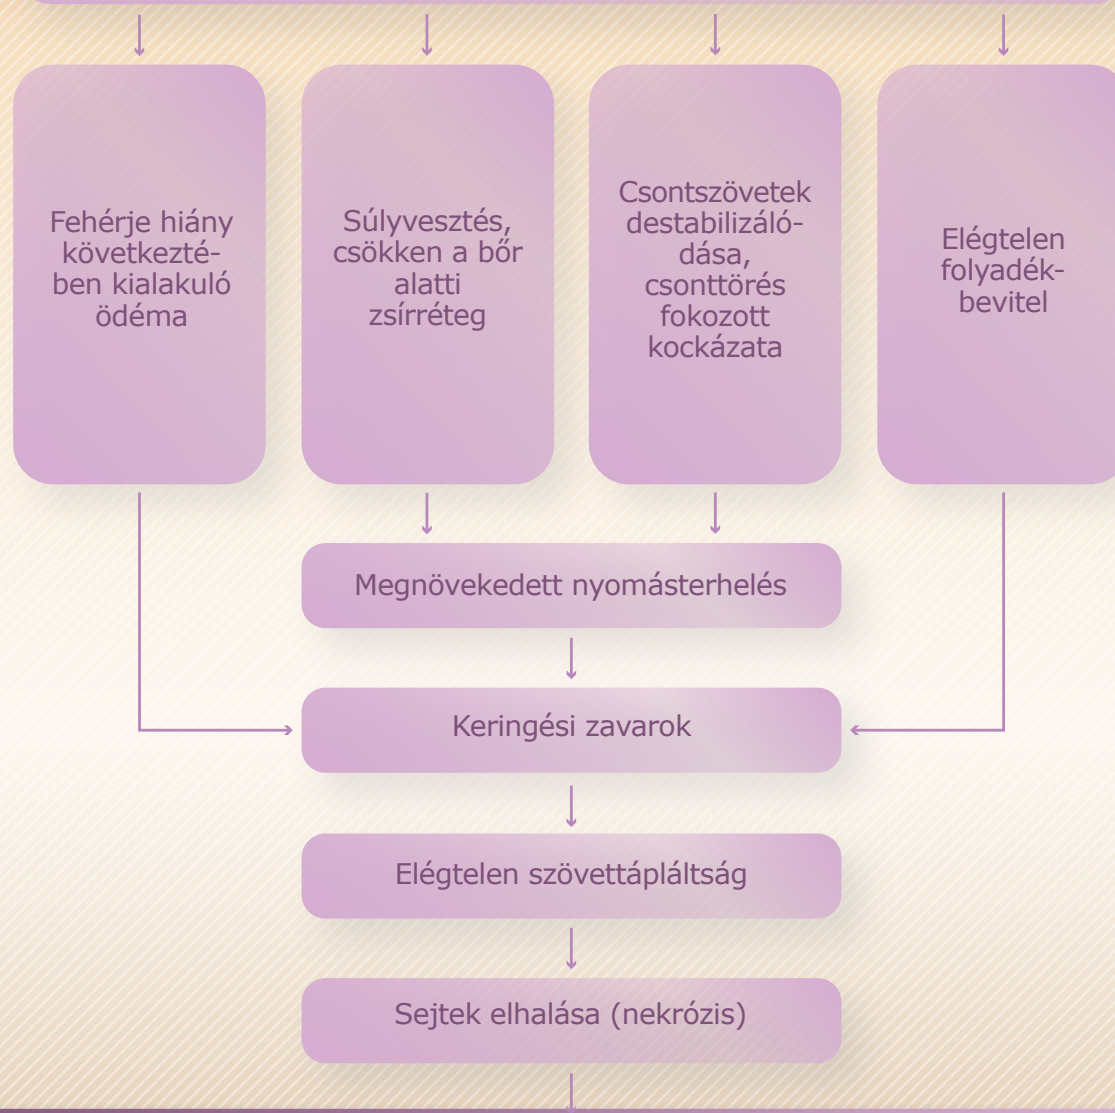 Fehérje hiány
következté-
ben kialakuló
ödéma
Súlyvesztés,
csökken a bőr
alatti
zsírréteg
Csontszövetek
destabilizáló-
dása,
csonttörés
fokozott
kockázata
Elégtelen
folyadék-
bevitel
Megnövekedett nyomásterhelés
Keringési zavarok
Elégtelen szövettápláltság
Sejtek elhalása (nekrózis)